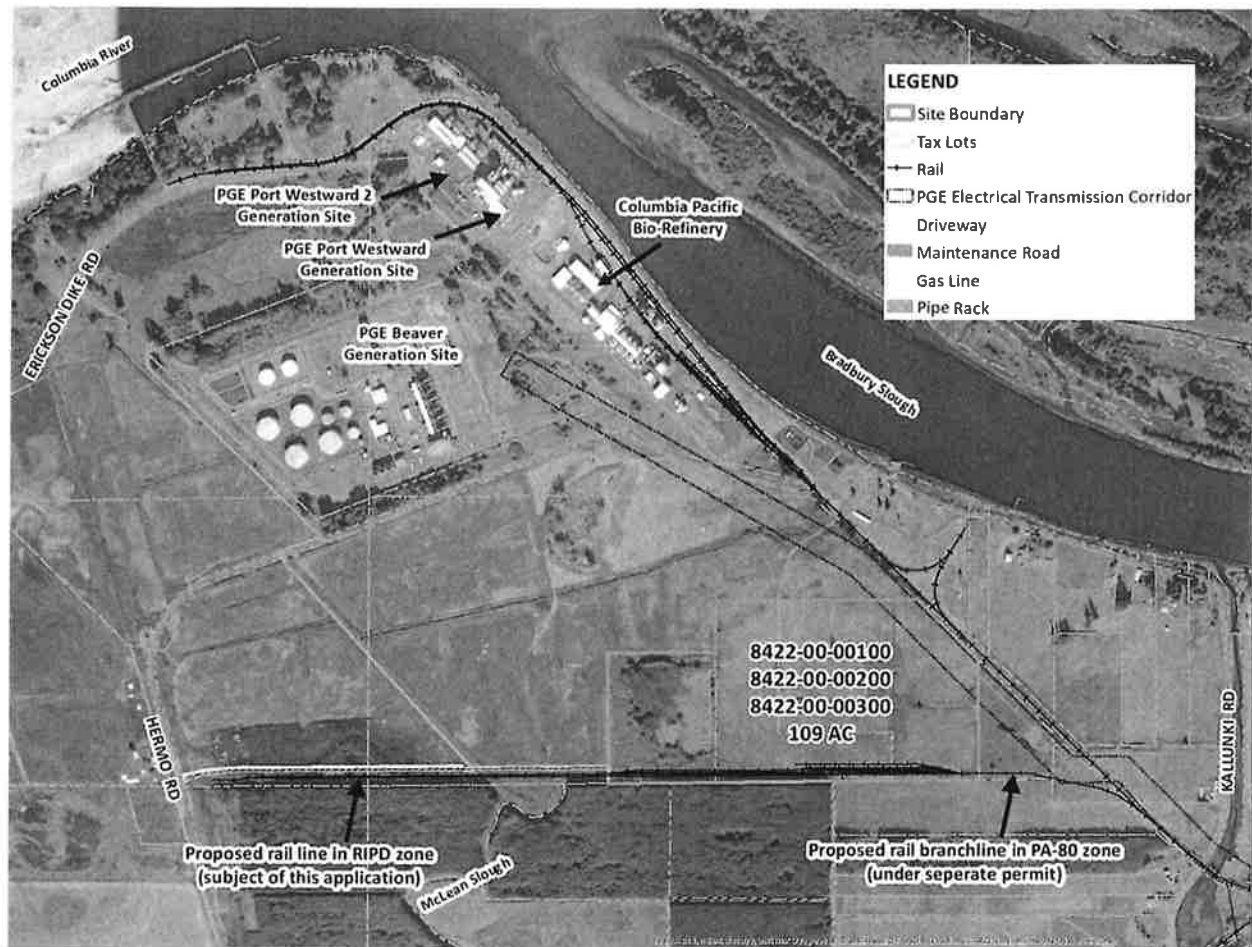 Columbia River
LEGEND
Site Boundary
Tax Lots
Rail
PGE Electrical Transmission Corridor
Driveway
Maintenance Road
Gas Line
Pipe Rack
PGE Port Westward 2
Generation Site
PGE Port Westward
Generation Site
Columbia Pacific
Bio-Refinery
ERICKSON DIKE RD
PGE Beaver
Generation Site
Bradbury Slough
8422-00-00100
8422-00-00200
8422-00-00300
109 AC
HERMO RD
KALLUNKI RD
Proposed rail line in RIPD zone
(subject of this application)
McLean Slough
Proposed rail branchline in PA-80 zone
(under seperate permit)